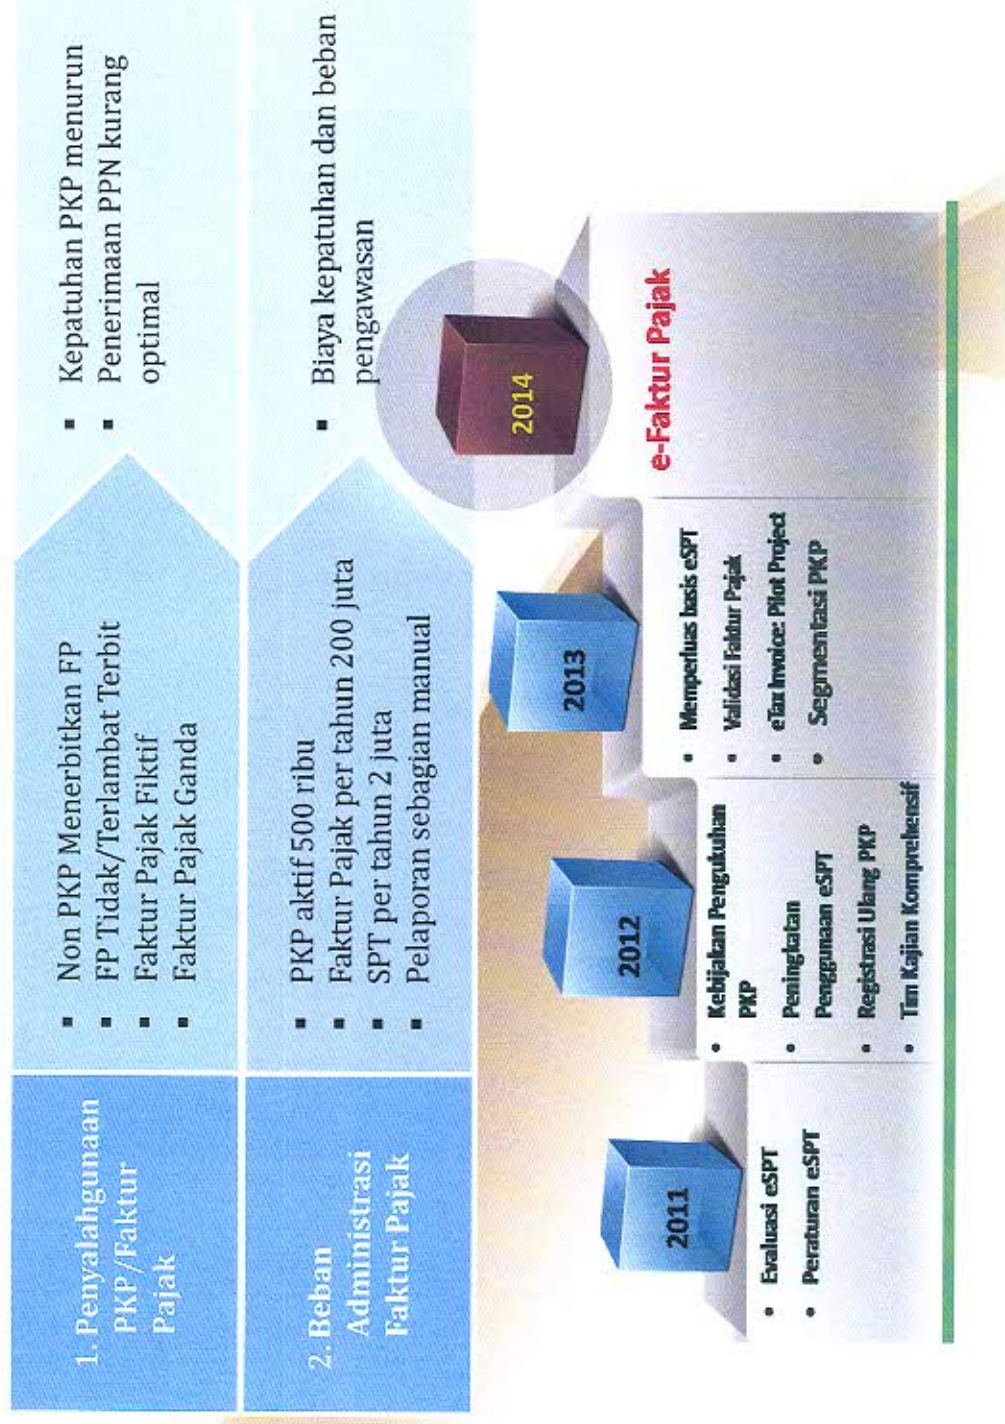 1. Penyalahgunaan
PKP/Faktur
Pajak
▪ Non PKP Menerbitkan FP
▪ FP Tidak/Terlambat Terbit
▪ Faktur Pajak Fiktif
▪ Faktur Pajak Ganda
▪ Kepatuhan PKP menurun
▪ Penerimaan PPN kurang
optimal
2. Beban
Administrasi
Faktur Pajak
▪ PKP aktif 500 ribu
▪ Faktur Pajak per tahun 200 juta
▪ SPT per tahun 2 juta
▪ Pelaporan sebagian manual
▪ Biaya kepatuhan dan beban
pengawasan
2011
• Evaluasi eSPT
• Peraturan eSPT
2012
• Kebijakan Pengukuhan
PKP
• Peningkatan
Penggunaan eSPT
• Registrasi Ulang PKP
• Tim Kajian Komprehensif
2013
• Memperluas basis eSPT
• Validasi Faktur Pajak
• eTax Invoice: Pilot Project
• Segmentasi PKP
2014
e-Faktur Pajak